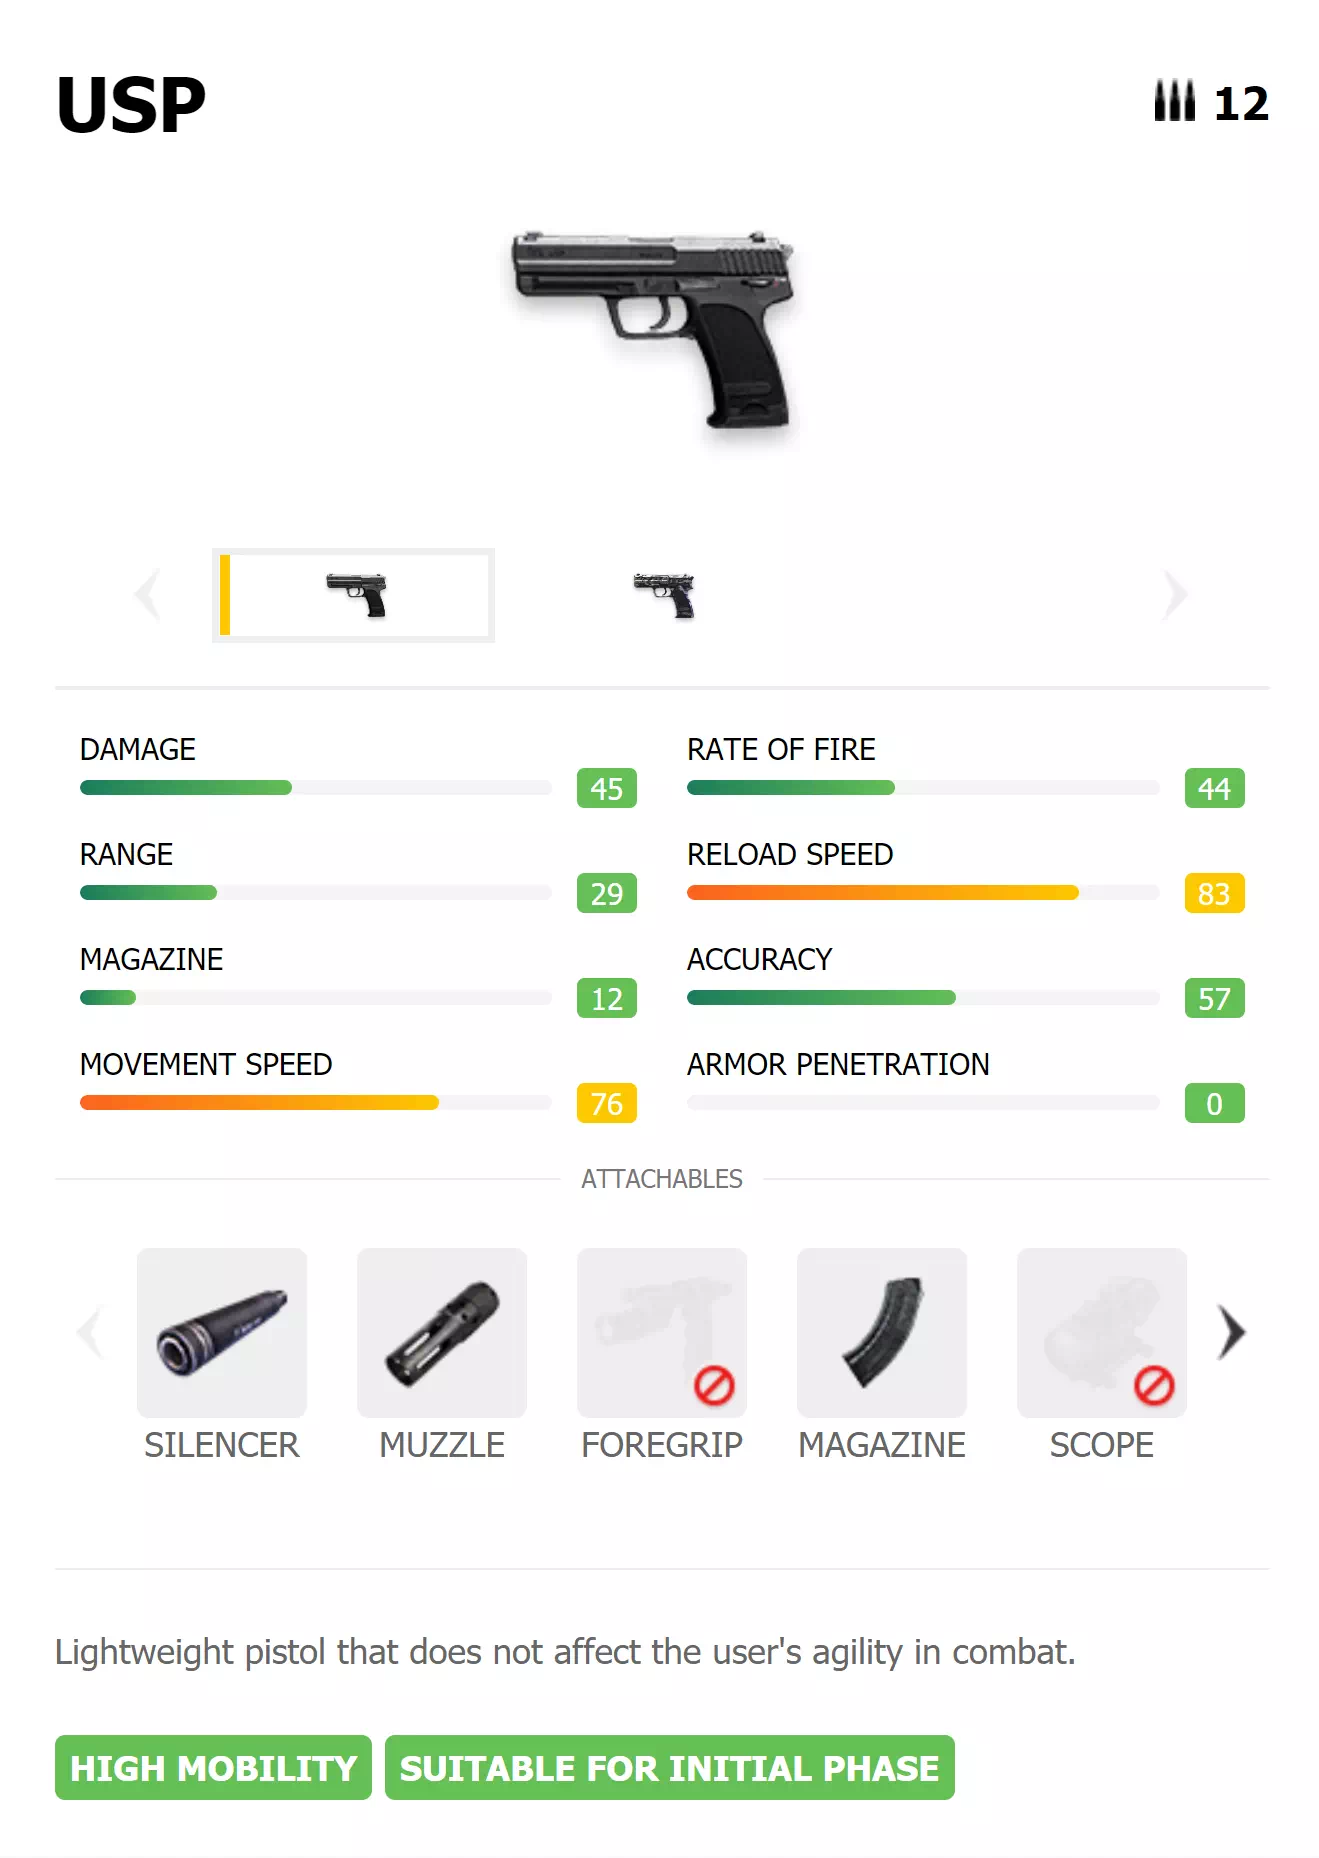 USP
12
DAMAGE
45
RATE OF FIRE
44
RANGE
29
RELOAD SPEED
83
MAGAZINE
12
ACCURACY
57
MOVEMENT SPEED
76
ARMOR PENETRATION
0
ATTACHABLES
SILENCER
MUZZLE
FOREGRIP
MAGAZINE
SCOPE
Lightweight pistol that does not affect the user's agility in combat.
HIGH MOBILITY
SUITABLE FOR INITIAL PHASE